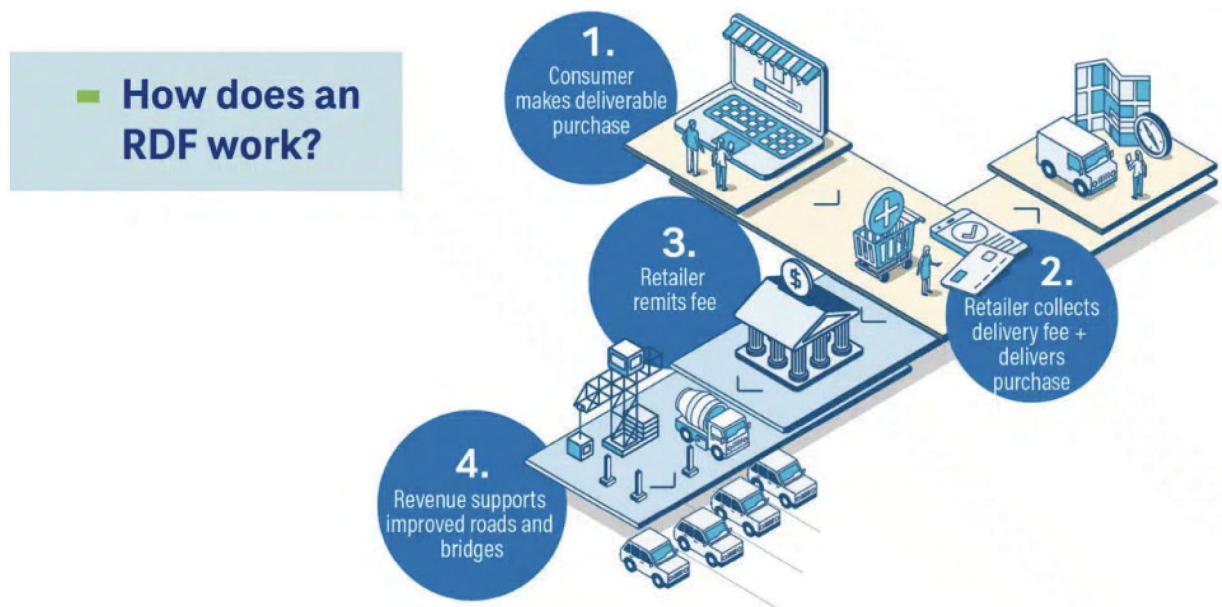 How does an
RDF work?
1.
Consumer
makes deliverable
purchase
2.
Retailer collects
delivery fee +
delivers
purchase
3.
Retailer
remits fee
$
4.
Revenue supports
improved roads and
bridges